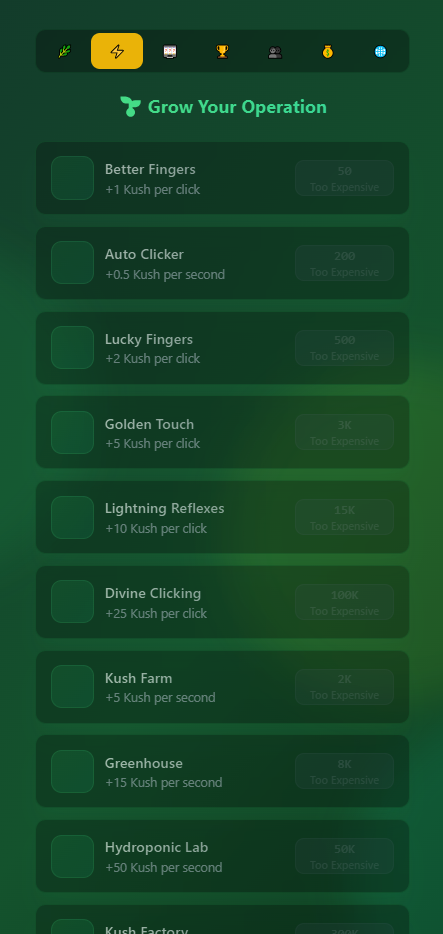 Grow Your Operation
Better Fingers
+1 Kush per click
50
Too Expensive
Auto Clicker
+0.5 Kush per second
200
Too Expensive
Lucky Fingers
+2 Kush per click
500
Too Expensive
Golden Touch
+5 Kush per click
3K
Too Expensive
Lightning Reflexes
+10 Kush per click
15K
Too Expensive
Divine Clicking
+25 Kush per click
100K
Too Expensive
Kush Farm
+5 Kush per second
2K
Too Expensive
Greenhouse
+15 Kush per second
8K
Too Expensive
Hydroponic Lab
+50 Kush per second
50K
Too Expensive
Kush Factory